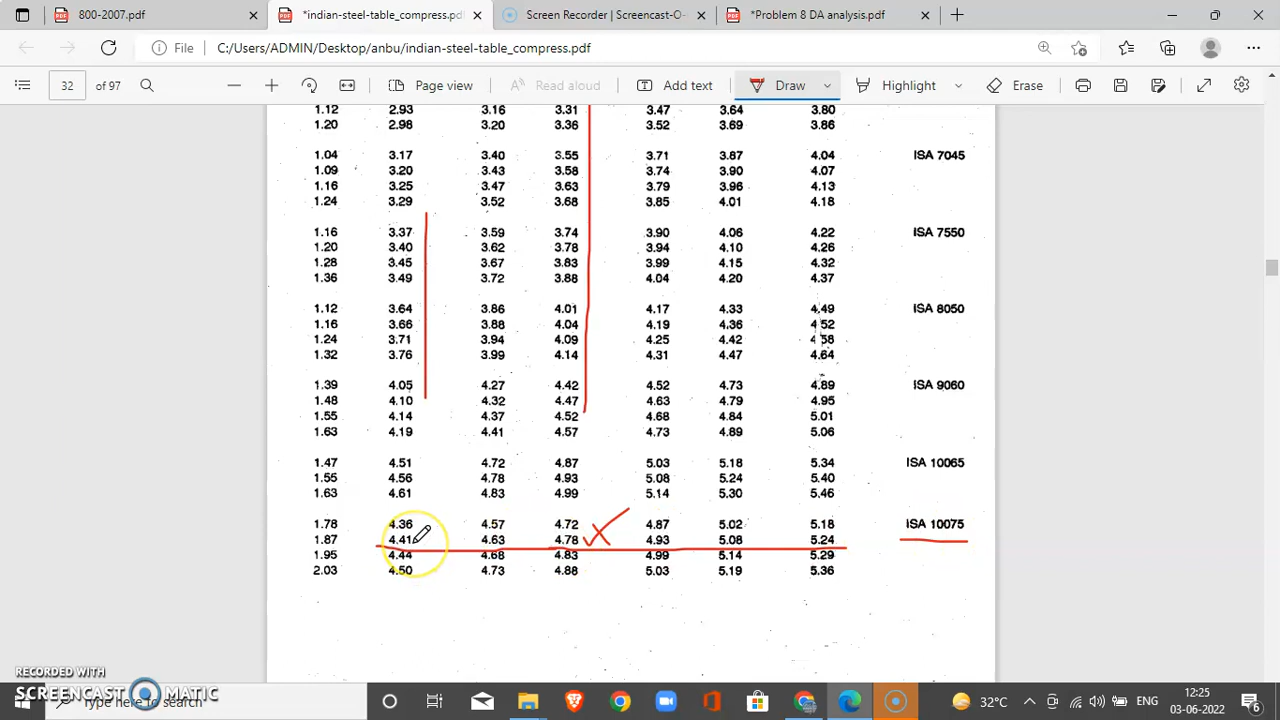 800-2007.pdf
*indian-steel-table_compress.pdf
Screen Recorder | Screencast-O-
*Problem 8 DA analysis.pdf
File
C:/Users/ADMIN/Desktop/anbu/indian-steel-table_compress.pdf
32 of 97
Page view
Read aloud
Add text
Draw
Highlight
Erase
1.12 2.93 3.16 3.31 3.47 3.64 3.80
1.20 2.98 3.20 3.36 3.52 3.69 3.86
1.04 3.17 3.40 3.55 3.71 3.87 4.04 ISA 7045
1.09 3.20 3.43 3.58 3.74 3.90 4.07
1.16 3.25 3.47 3.63 3.79 3.96 4.13
1.24 3.29 3.52 3.68 3.85 4.01 4.18
1.16 3.37 3.59 3.74 3.90 4.06 4.22 ISA 7550
1.20 3.40 3.62 3.78 3.94 4.10 4.26
1.28 3.45 3.67 3.83 3.99 4.15 4.32
1.36 3.49 3.72 3.88 4.04 4.20 4.37
1.12 3.64 3.86 4.01 4.17 4.33 4.49 ISA 8050
1.16 3.66 3.88 4.04 4.19 4.36 4.52
1.24 3.71 3.94 4.09 4.25 4.42 4.58
1.32 3.76 3.99 4.14 4.31 4.47 4.64
1.39 4.05 4.27 4.42 4.52 4.73 4.89 ISA 9060
1.48 4.10 4.32 4.47 4.63 4.79 4.95
1.55 4.14 4.37 4.52 4.68 4.84 5.01
1.63 4.19 4.41 4.57 4.73 4.89 5.06
1.47 4.51 4.72 4.87 5.03 5.18 5.34 ISA 10065
1.55 4.56 4.78 4.93 5.08 5.24 5.40
1.63 4.61 4.83 4.99 5.14 5.30 5.46
1.78 4.36 4.57 4.72 4.87 5.02 5.18 ISA 10075
1.87 4.41 4.63 4.78 4.93 5.08 5.24
1.95 4.44 4.68 4.83 4.99 5.14 5.29
2.03 4.50 4.73 4.88 5.03 5.19 5.36
RECORDED WITH
SCREENCAST MATIC
Type here to search
32°C
ENG
12:25
03-06-2022
6